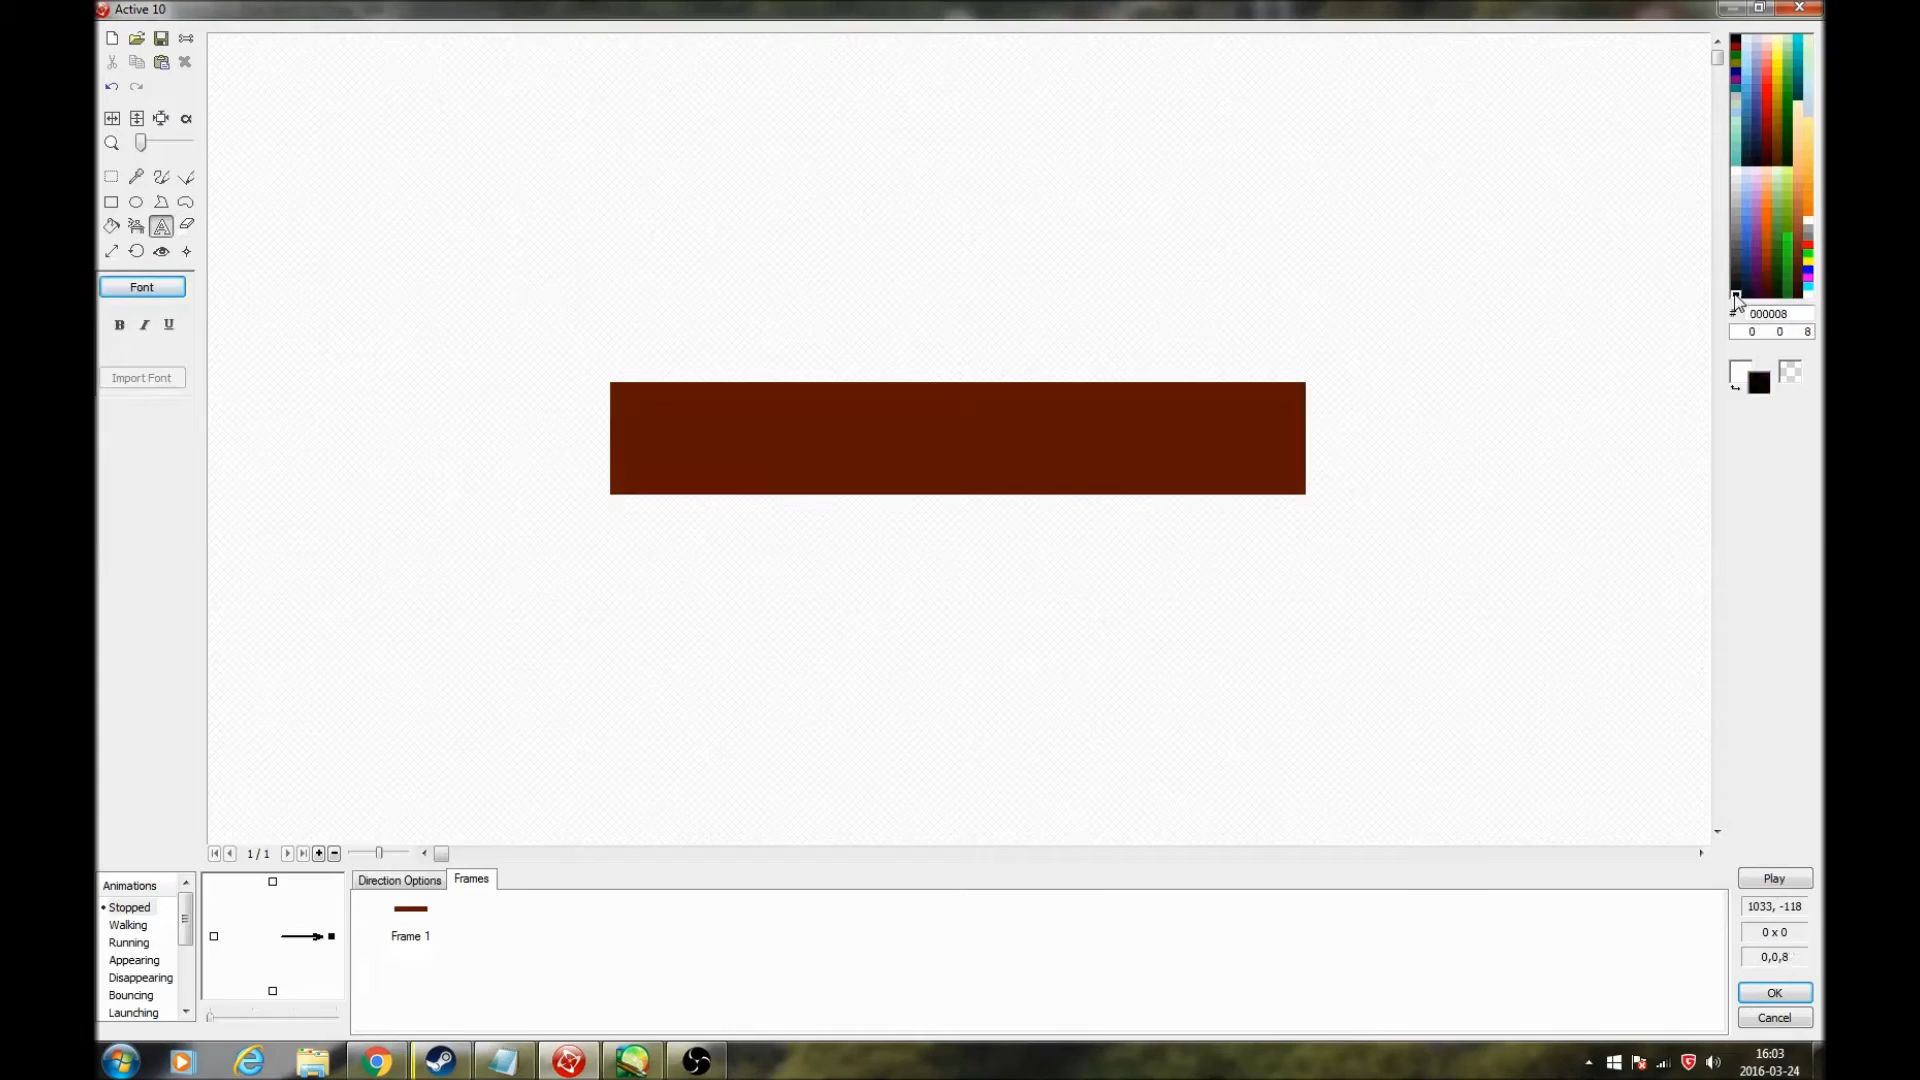 Active 10
Font
B I U
Import Font
# 000008
0 0 8
1 / 1
Direction Options
Frames
Animations
Stopped
Walking
Running
Appearing
Disappearing
Bouncing
Launching
Frame 1
Play
1033, -118
0 x 0
0,0,8
OK
Cancel
16:03
2016-03-24